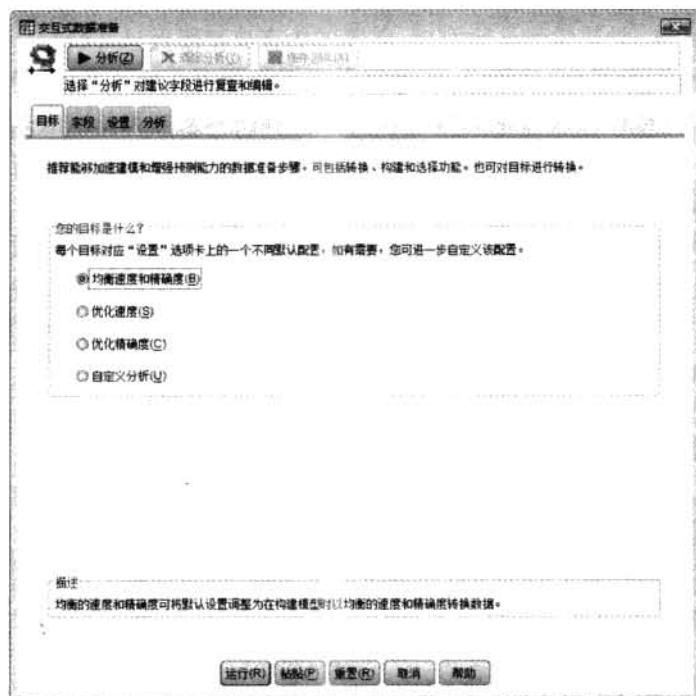 交互式数据准备
分析(Z)
选择“分析”对建议字段进行复查和编辑。
目标 字段 设置 分析
推荐能够加速建模和增强预测能力的数据准备步骤。可包括转换、构建和选择功能。也可对目标进行转换。
您的目标是什么?
每个目标对应“设置”选项卡上的一个不同默认配置,如有需要,您可进一步自定义该配置。
均衡速度和精确度(B)
优化速度(S)
优化精确度(C)
自定义分析(U)
描述
均衡的速度和精确度可将默认设置调整为在构建模型时以均衡的速度和精确度转换数据。
运行(R) 粘贴(P) 重置(R) 取消 帮助